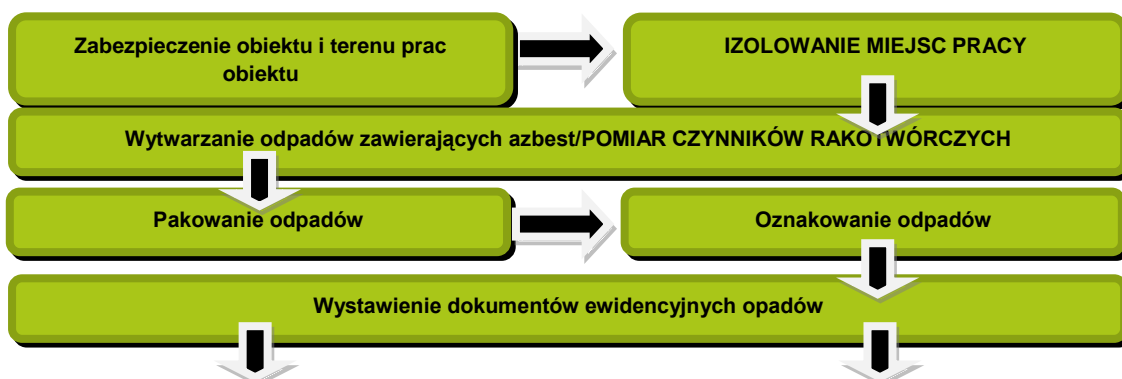 Zabezpieczenie obiektu i terenu prac
obiektu
IZOLOWANIE MIEJSC PRACY
Wytwarzanie odpadów zawierających azbest/POMIAR CZYNNIKÓW RAKOTWÓRCZYCH
Pakowanie odpadów
Oznakowanie odpadów
Wystawienie dokumentów ewidencyjnych opadów